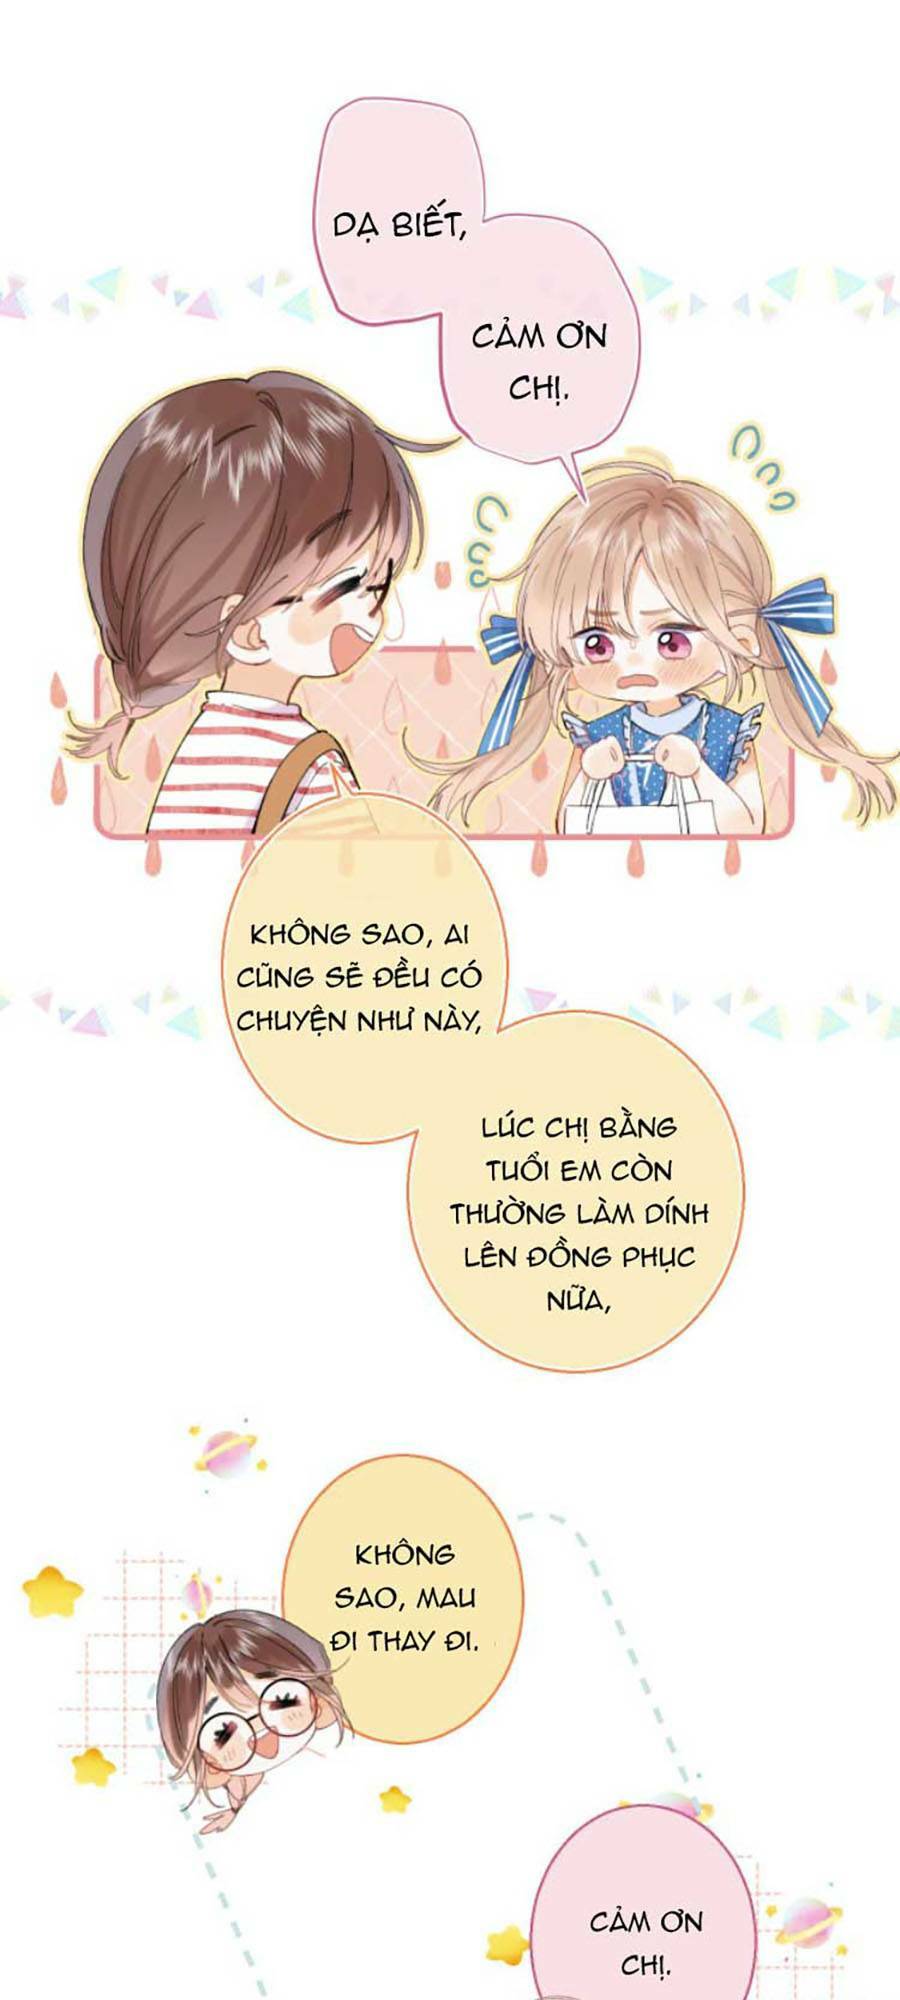 DẠ BIẾT,
CẢM ƠN
CHỊ.
KHÔNG SAO, AI
CŨNG SẼ ĐỀU CÓ
CHUYỆN NHƯ NÀY,
LÚC CHỊ BẰNG
TUỔI EM CÒN
THƯỜNG LÀM DÍNH
LÊN ĐỒNG PHỤC
NỮA,
KHÔNG
SAO, MAU
ĐI THAY ĐI.
CẢM ƠN
CHỊ.